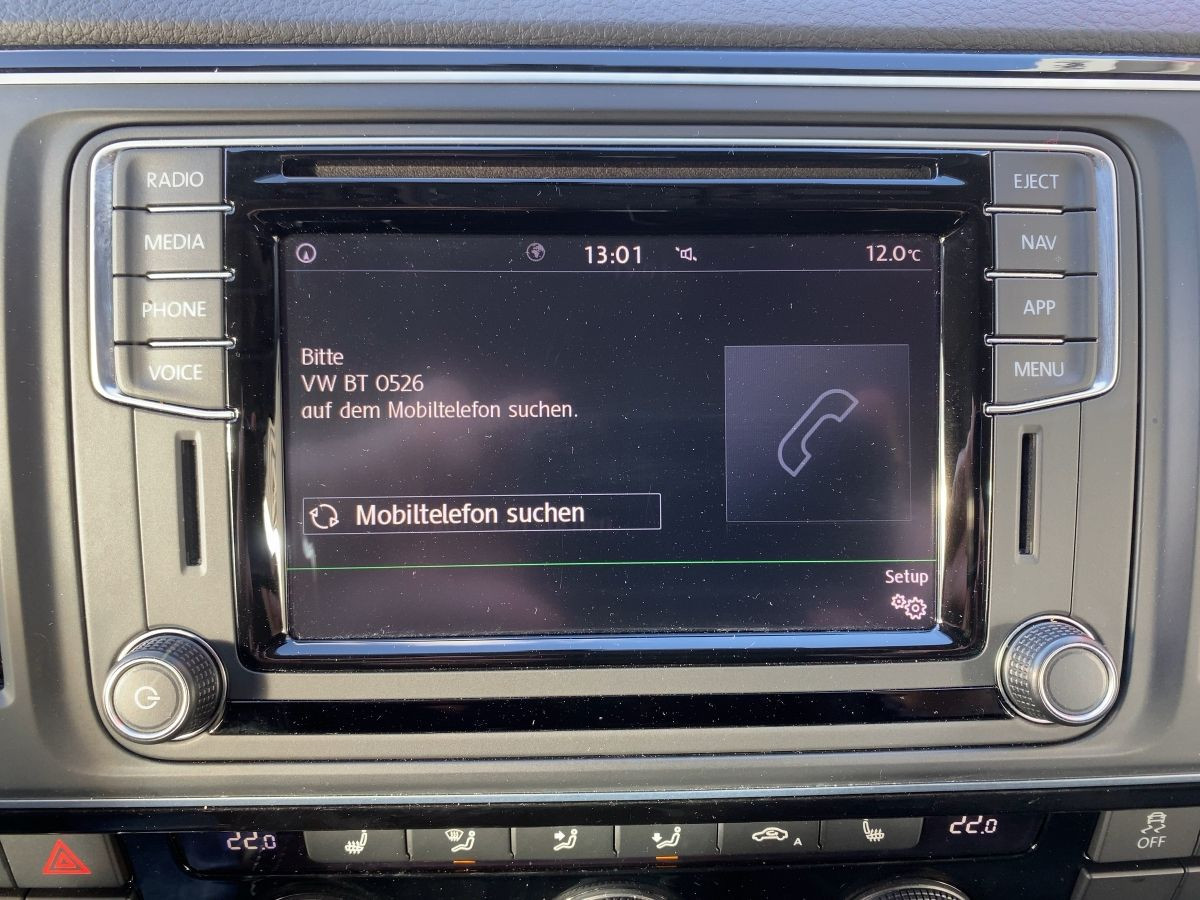 RADIO
MEDIA
PHONE
VOICE
13:01
12.0°C
Bitte
VW BT 0526
auf dem Mobiltelefon suchen.
Mobiltelefon suchen
Setup
EJECT
NAV
APP
MENU
22.0
A
22.0
OFF